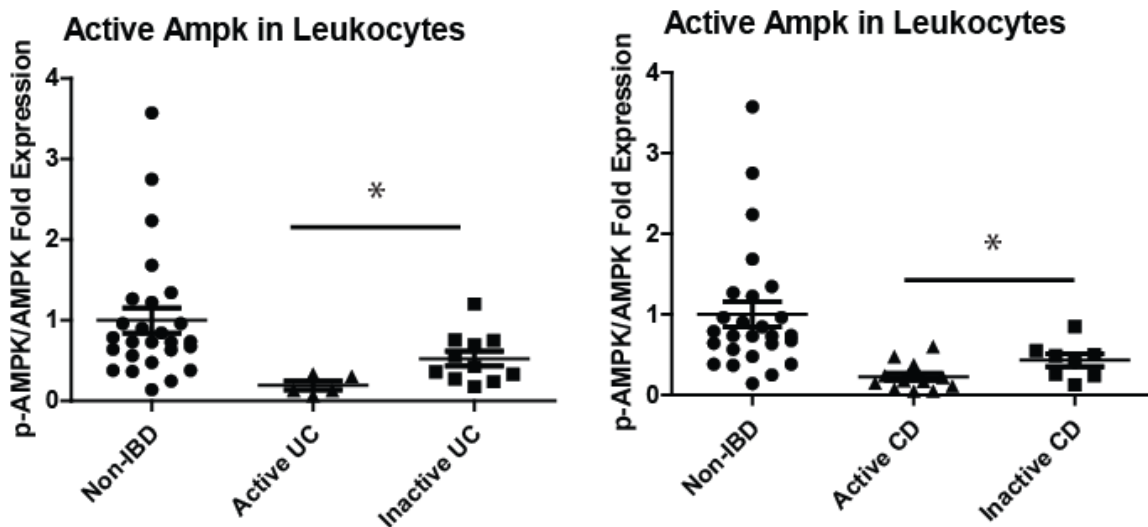 Active Ampk in Leukocytes
p-AMPK/AMPK Fold Expression
4
3
2
1
0
*
Non-IBD
Active UC
Inactive UC
Active Ampk in Leukocytes
p-AMPK/AMPK Fold Expression
4
3
2
1
0
*
Non-IBD
Active CD
Inactive CD